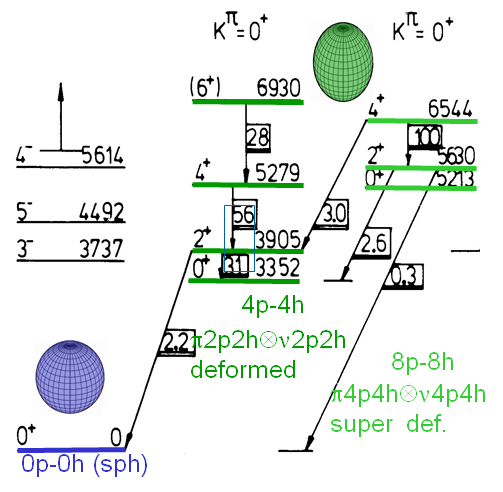 K^π=0⁺
K^π=0⁺
(6⁺) 6930
4⁺ 6544
28
100
4⁻ 5614
4⁺ 5279
2⁺ 5630
0⁺ 5213
5⁻ 4492
56
3.0
2.6
3⁻ 3737
2⁺ 3905
31
0⁺ 3352
0.3
4p-4h
π2p2h⊗ν2p2h
deformed
2.2
8p-8h
π4p4h⊗ν4p4h
super def.
0⁺ 0
0p-0h (sph)